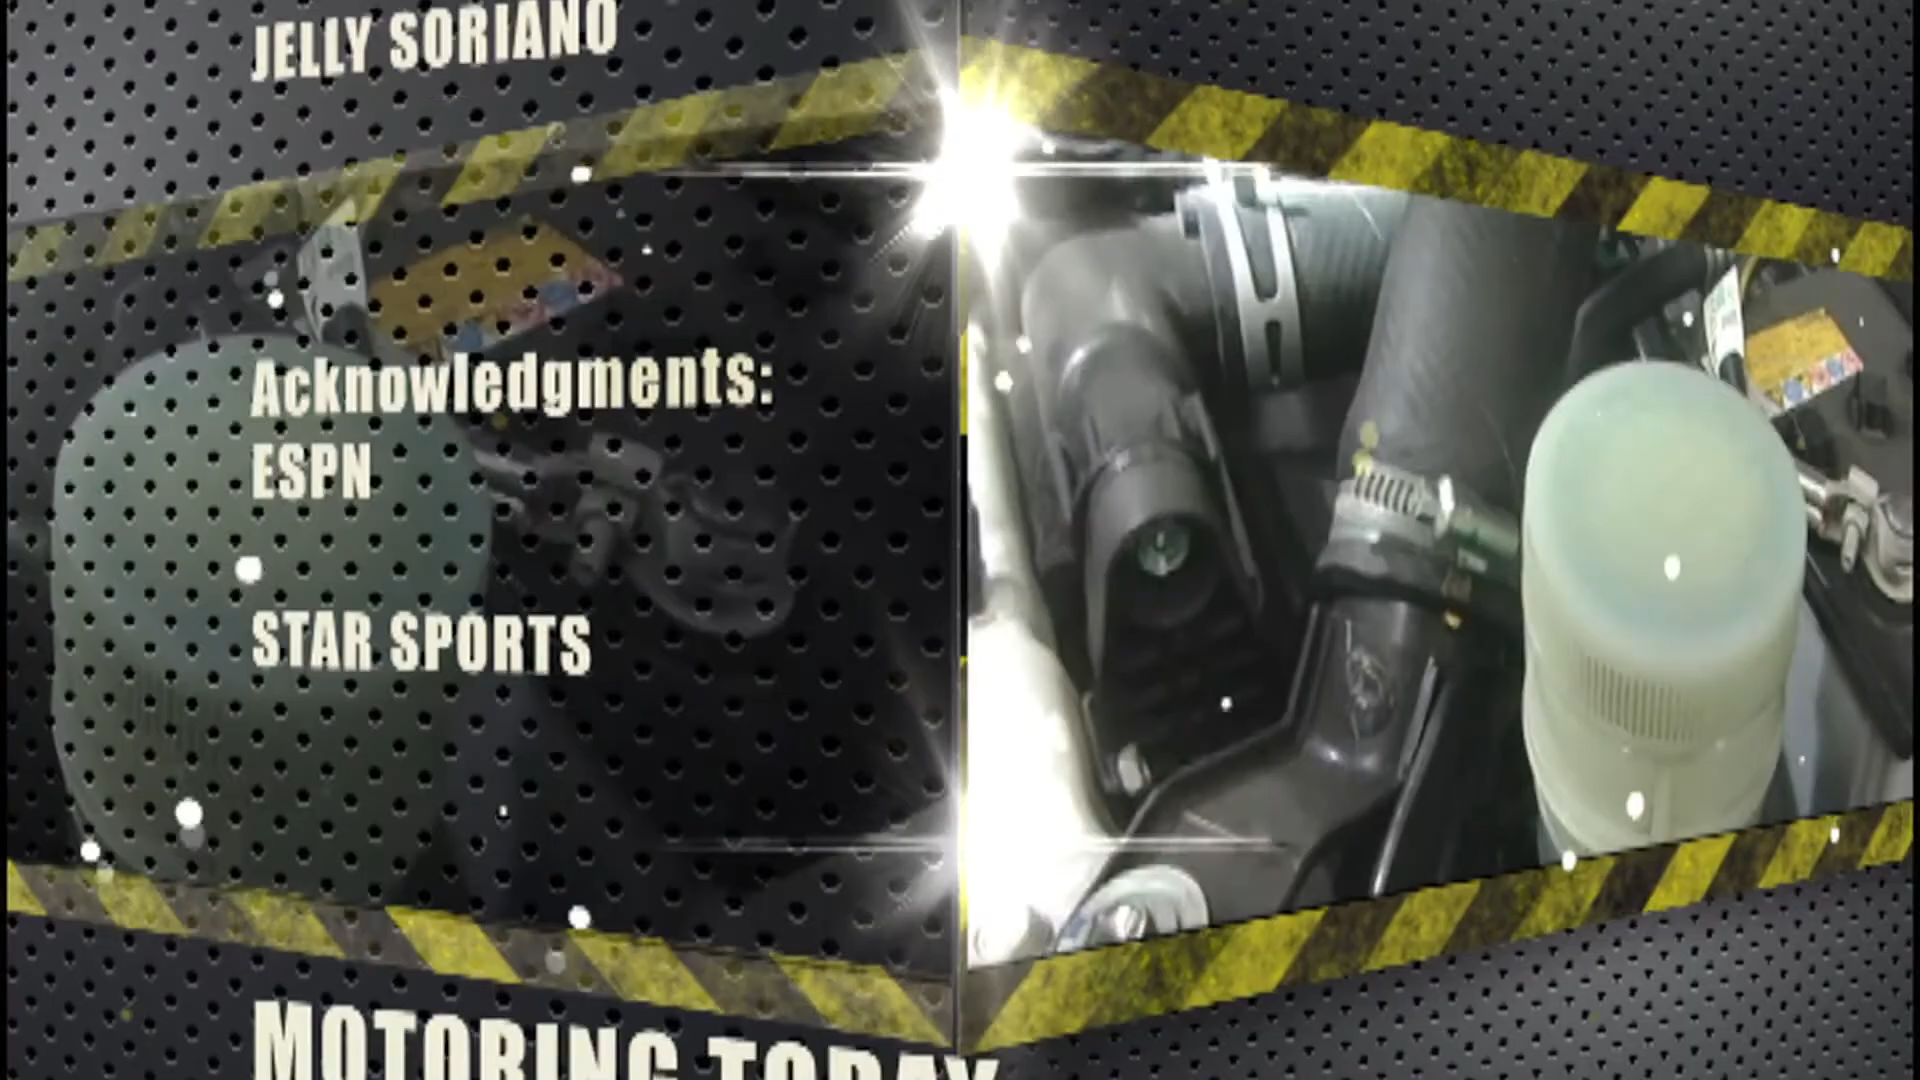 JELLY SORIANO
Acknowledgments:
ESPN
STAR SPORTS
MOTORING TODAY